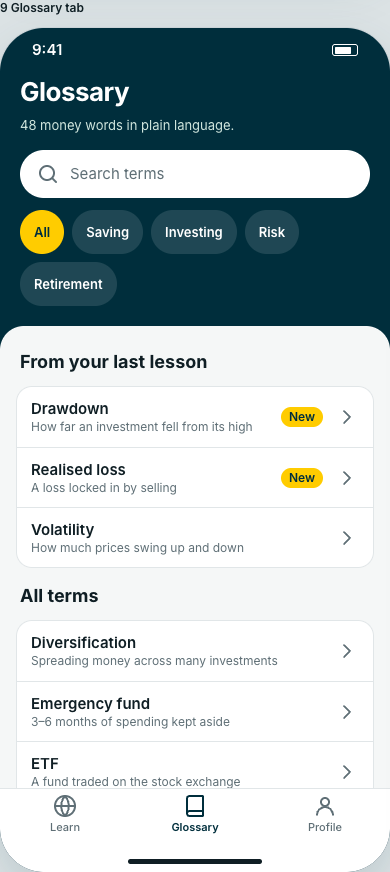 9 Glossary tab
9:41
Glossary
48 money words in plain language.
Search terms
All
Saving
Investing
Risk
Retirement
From your last lesson
Drawdown
How far an investment fell from its high
New
Realised loss
A loss locked in by selling
New
Volatility
How much prices swing up and down
All terms
Diversification
Spreading money across many investments
Emergency fund
3–6 months of spending kept aside
ETF
A fund traded on the stock exchange
Learn
Glossary
Profile